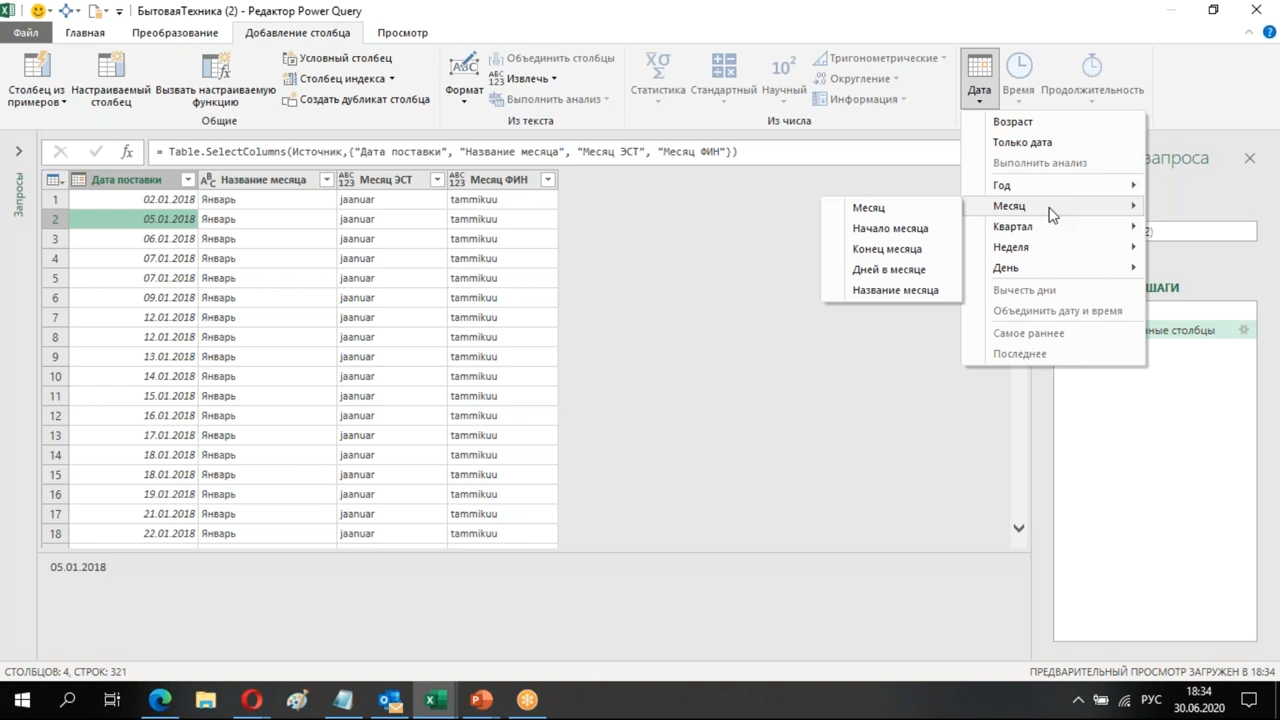 БытоваяТехника (2) - Редактор Power Query
Файл
Главная
Преобразование
Добавление столбца
Просмотр
Столбец из примеров
Настраиваемый столбец
Вызвать настраиваемую функцию
Условный столбец
Столбец индекса
Создать дубликат столбца
Общие
Формат
Объединить столбцы
Извлечь
Выполнить анализ
Из текста
Статистика
Стандартный
Научный
Тригонометрические
Округление
Информация
Из числа
Дата
Время
Продолжительность
= Table.SelectColumns(Источник,{"Дата поставки", "Название месяца", "Месяц ЭСТ", "Месяц ФИН"})
Запросы
Дата поставки Название месяца Месяц ЭСТ Месяц ФИН
1 02.01.2018 Январь jaanuar tammikuu
2 05.01.2018 Январь jaanuar tammikuu
3 06.01.2018 Январь jaanuar tammikuu
4 07.01.2018 Январь jaanuar tammikuu
5 07.01.2018 Январь jaanuar tammikuu
6 09.01.2018 Январь jaanuar tammikuu
7 12.01.2018 Январь jaanuar tammikuu
8 12.01.2018 Январь jaanuar tammikuu
9 13.01.2018 Январь jaanuar tammikuu
10 14.01.2018 Январь jaanuar tammikuu
11 15.01.2018 Январь jaanuar tammikuu
12 16.01.2018 Январь jaanuar tammikuu
13 17.01.2018 Январь jaanuar tammikuu
14 18.01.2018 Январь jaanuar tammikuu
15 18.01.2018 Январь jaanuar tammikuu
16 19.01.2018 Январь jaanuar tammikuu
17 21.01.2018 Январь jaanuar tammikuu
18 22.01.2018 Январь jaanuar tammikuu
05.01.2018
Месяц
Начало месяца
Конец месяца
Дней в месяце
Название месяца
Возраст
Только дата
Выполнить анализ
Год
Месяц
Квартал
Неделя
День
Вычесть дни
Объединить дату и время
Самое раннее
Последнее
запроса
2)
ШАГИ
ные столбцы
СТОЛБЦОВ: 4, СТРОК: 321
ПРЕДВАРИТЕЛЬНЫЙ ПРОСМОТР ЗАГРУЖЕН В 18:34
РУС
18:34
30.06.2020